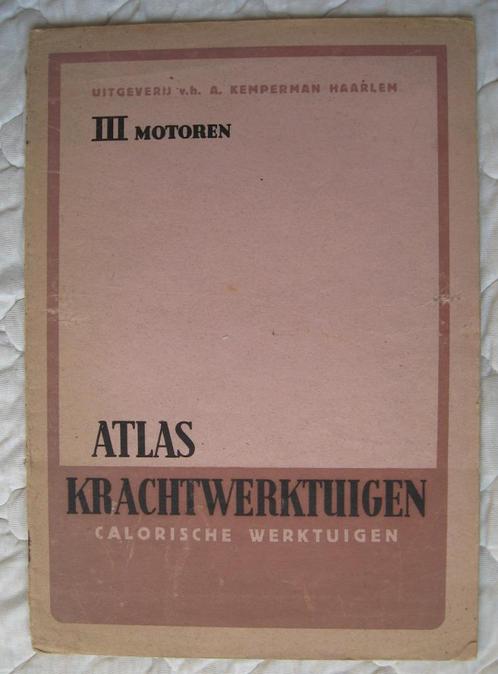 UITGEVERIJ v.h. A. KEMPERMAN HAARLEM
III MOTOREN
ATLAS
KRACHTWERKTUIGEN
CALORISCHE WERKTUIGEN